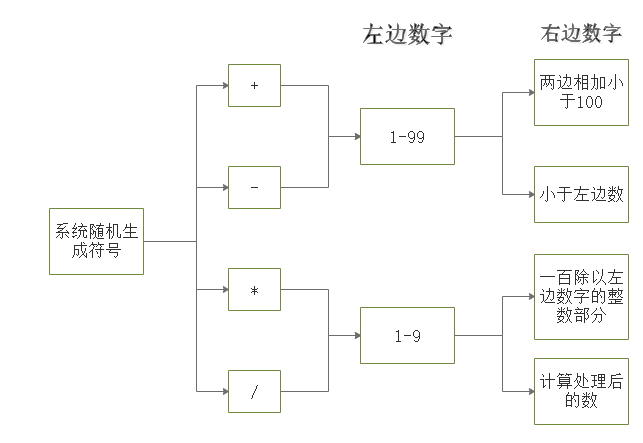 左边数字
右边数字
+
两边相加小
于100
1-99
-
小于左边数
系统随机生
成符号
*
一百除以左
边数字的整
数部分
1-9
/
计算处理后
的数